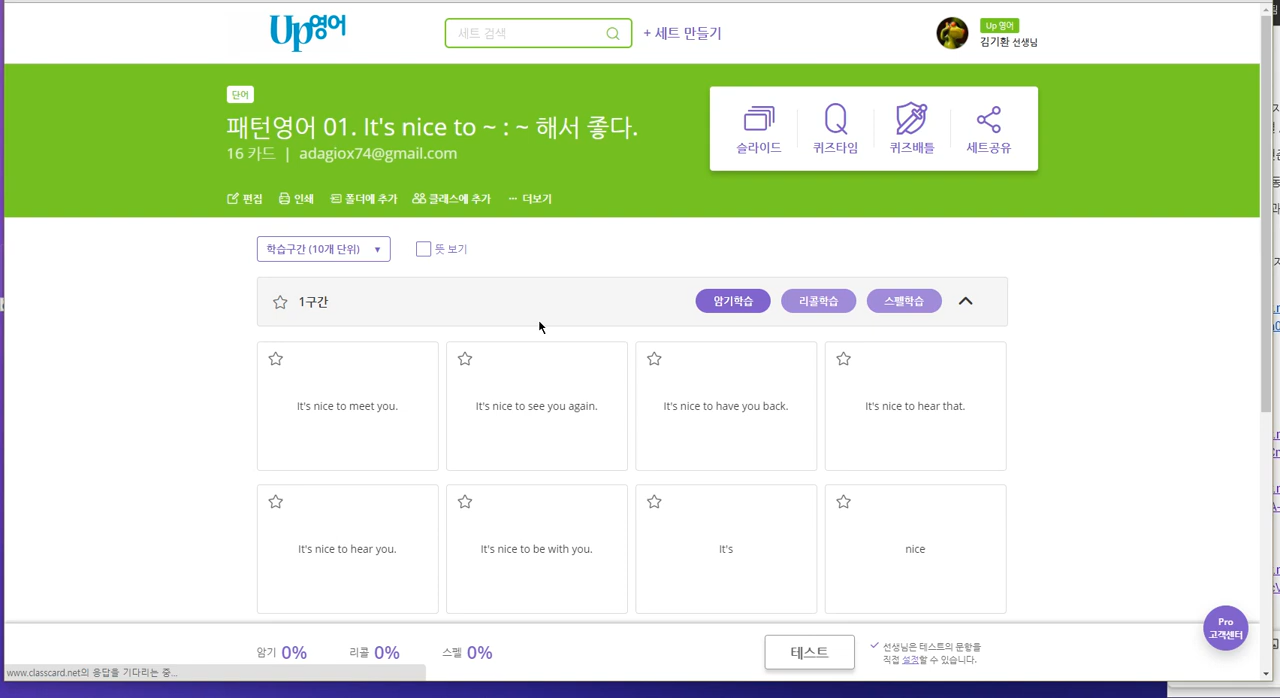 Up영어
세트 검색
+ 세트 만들기
Up 영어
김기환 선생님
단어
패턴영어 01. It's nice to ~ : ~ 해서 좋다.
16 카드 | adagiox74@gmail.com
슬라이드
퀴즈타임
퀴즈배틀
세트공유
편집
인쇄
폴더에 추가
클래스에 추가
··· 더보기
학습구간 (10개 단위) ▼
뜻 보기
1구간
암기학습
리콜학습
스펠학습
It's nice to meet you.
It's nice to see you again.
It's nice to have you back.
It's nice to hear that.
It's nice to hear you.
It's nice to be with you.
It's
nice
Pro
고객센터
암기 0%
리콜 0%
스펠 0%
테스트
선생님은 테스트의 문항을
직접 설정할 수 있습니다.
www.classcard.net의 응답을 기다리는 중...